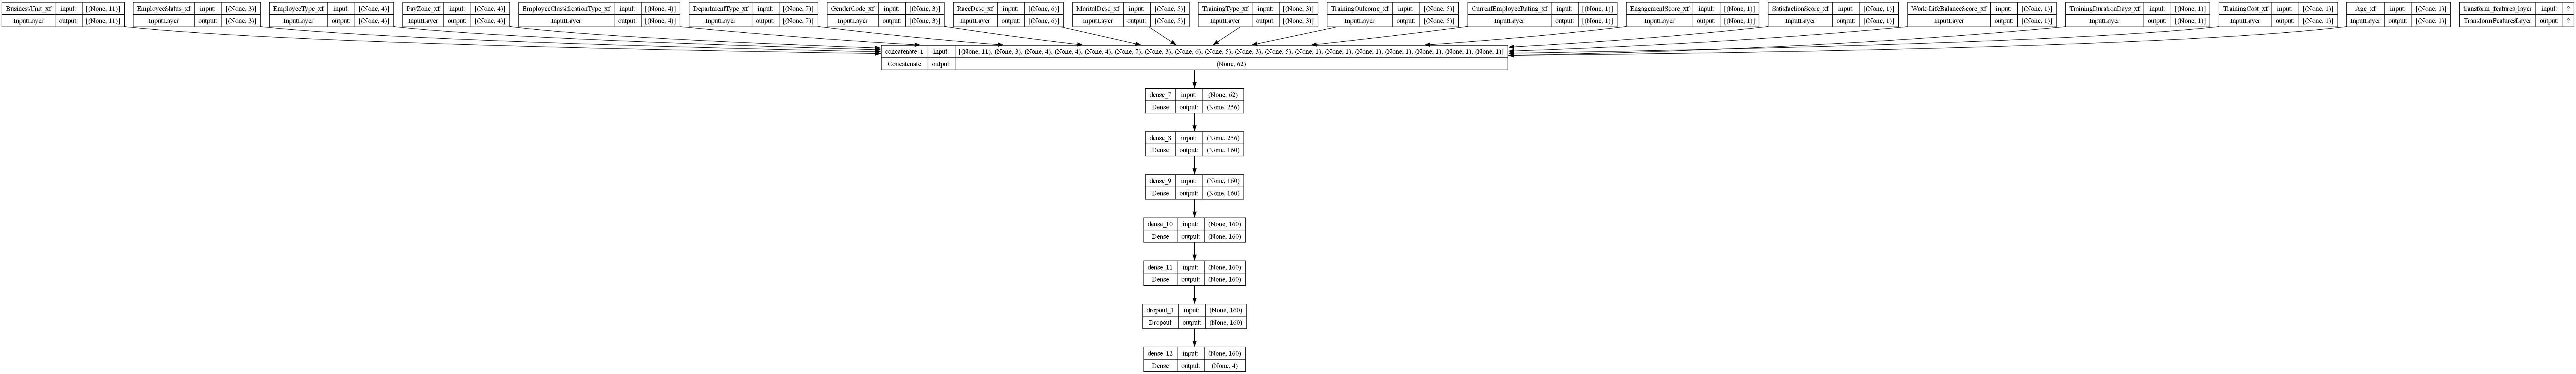 BusinessUnit_xf input: [(None, 11)]
InputLayer output: [(None, 11)]
EmployeeStatus_xf input: [(None, 3)]
InputLayer output: [(None, 3)]
EmployeeType_xf input: [(None, 4)]
InputLayer output: [(None, 4)]
PayZone_xf input: [(None, 4)]
InputLayer output: [(None, 4)]
EmployeeClassificationType_xf input: [(None, 4)]
InputLayer output: [(None, 4)]
DepartmentType_xf input: [(None, 7)]
InputLayer output: [(None, 7)]
GenderCode_xf input: [(None, 3)]
InputLayer output: [(None, 3)]
RaceDesc_xf input: [(None, 6)]
InputLayer output: [(None, 6)]
MaritalDesc_xf input: [(None, 5)]
InputLayer output: [(None, 5)]
TrainingType_xf input: [(None, 3)]
InputLayer output: [(None, 3)]
TrainingOutcome_xf input: [(None, 5)]
InputLayer output: [(None, 5)]
CurrentEmployeeRating_xf input: [(None, 1)]
InputLayer output: [(None, 1)]
EngagementScore_xf input: [(None, 1)]
InputLayer output: [(None, 1)]
SatisfactionScore_xf input: [(None, 1)]
InputLayer output: [(None, 1)]
Work-LifeBalanceScore_xf input: [(None, 1)]
InputLayer output: [(None, 1)]
TrainingDurationDays_xf input: [(None, 1)]
InputLayer output: [(None, 1)]
TrainingCost_xf input: [(None, 1)]
InputLayer output: [(None, 1)]
Age_xf input: [(None, 1)]
InputLayer output: [(None, 1)]
transform_features_layer input: ?
TransformFeaturesLayer output: ?
concatenate_1 input: [(None, 11), (None, 3), (None, 4), (None, 4), (None, 4), (None, 7), (None, 3), (None, 6), (None, 5), (None, 3), (None, 5), (None, 1), (None, 1), (None, 1), (None, 1), (None, 1), (None, 1), (None, 1)]
Concatenate output: (None, 62)
dense_7 input: (None, 62)
Dense output: (None, 256)
dense_8 input: (None, 256)
Dense output: (None, 160)
dense_9 input: (None, 160)
Dense output: (None, 160)
dense_10 input: (None, 160)
Dense output: (None, 160)
dense_11 input: (None, 160)
Dense output: (None, 160)
dropout_1 input: (None, 160)
Dropout output: (None, 160)
dense_12 input: (None, 160)
Dense output: (None, 4)